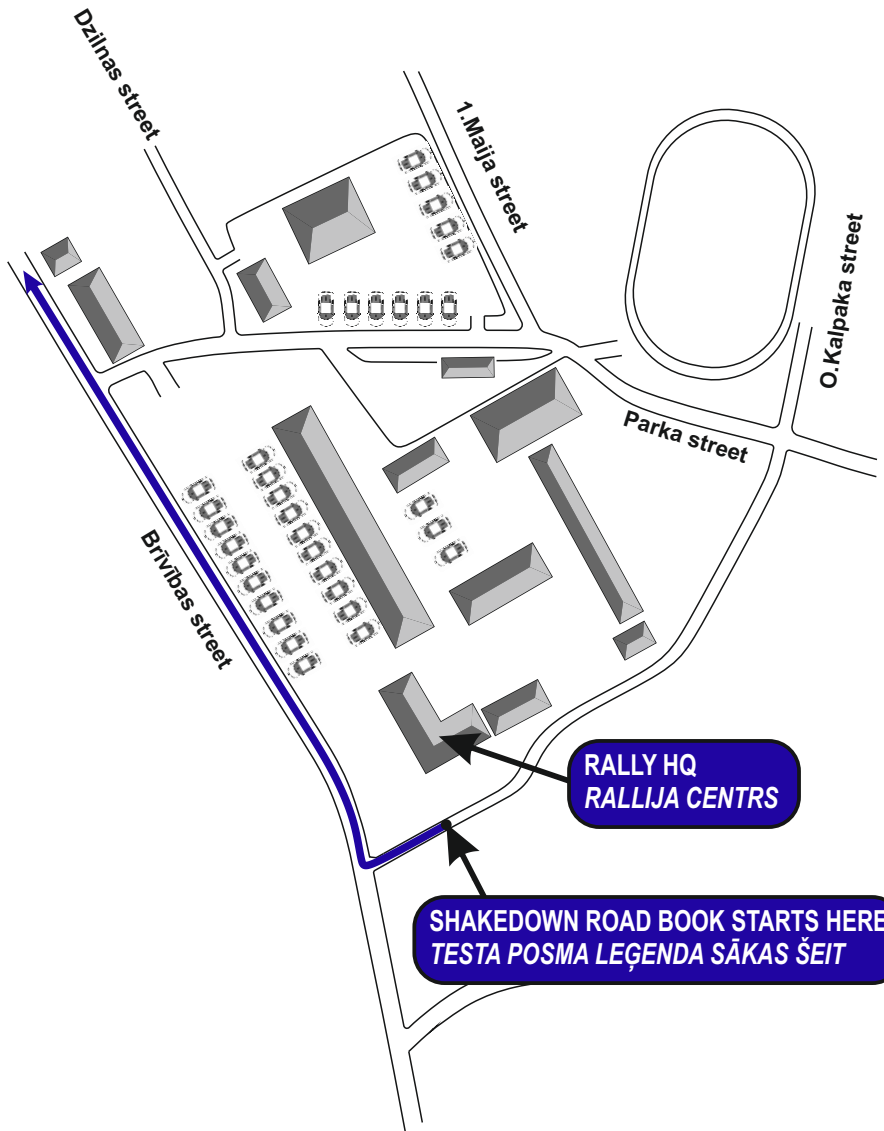 Dzilnas street
1.Maija street
O.Kalpaka street
Parka street
Brīvības street
RALLY HQ
RALLIJA CENTRS
SHAKEDOWN ROAD BOOK STARTS HERE
TESTA POSMA LEĢENDA SĀKAS ŠEIT